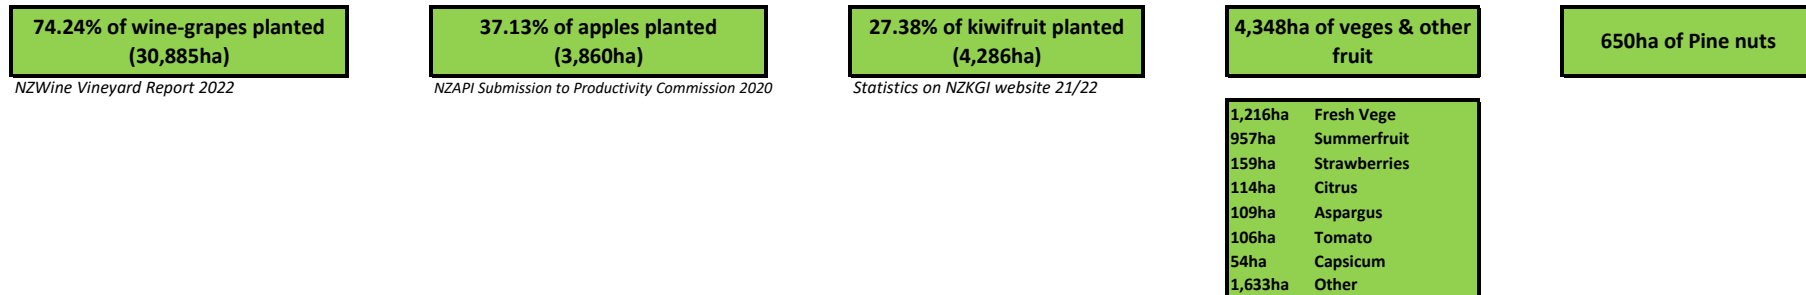 74.24% of wine-grapes planted
(30,885ha)
NZWine Vineyard Report 2022
37.13% of apples planted
(3,860ha)
NZAPI Submission to Productivity Commission 2020
27.38% of kiwifruit planted
(4,286ha)
Statistics on NZKGI website 21/22
4,348ha of veges & other
fruit
1,216ha Fresh Vege
957ha Summerfruit
159ha Strawberries
114ha Citrus
109ha Aspargus
106ha Tomato
54ha Capsicum
1,633ha Other
650ha of Pine nuts